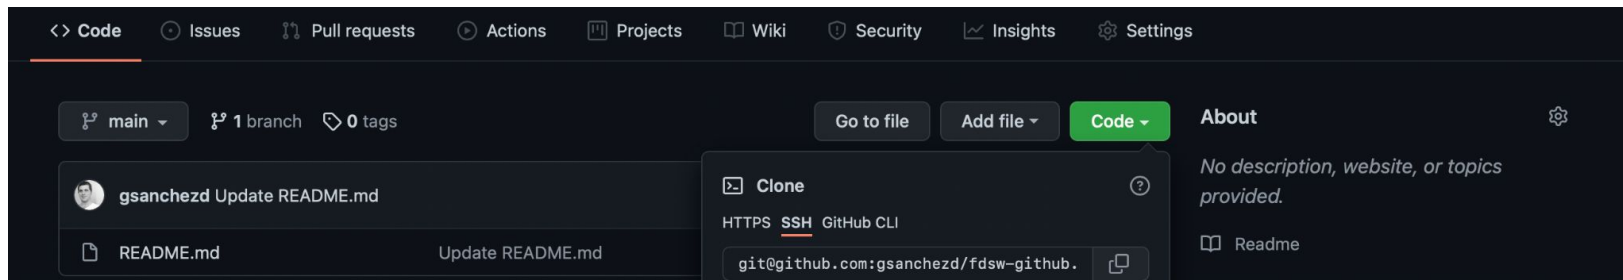 <> Code Issues Pull requests Actions Projects Wiki Security Insights Settings
main 1 branch 0 tags Go to file Add file Code
About
gsanchezd Update README.md
Clone
No description, website, or topics
provided.
HTTPS SSH GitHub CLI
README.md Update README.md
Readme
git@github.com:gsanchezd/fdsw-github.